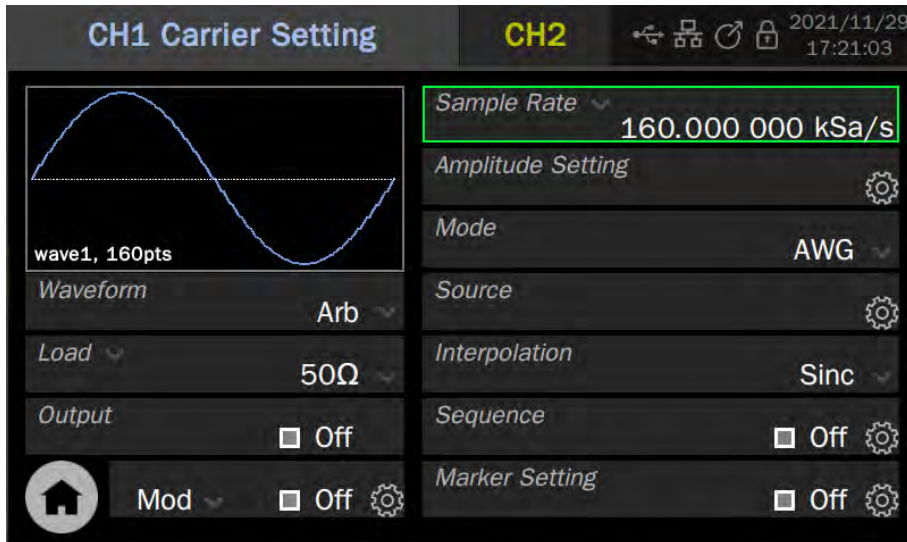 CH1 Carrier Setting
CH2
2021/11/29
17:21:03
wave1, 160pts
Waveform
Arb
Load
50Ω
Output
Off
Mod
Off
Sample Rate
160.000 000 kSa/s
Amplitude Setting
Mode
AWG
Source
Interpolation
Sinc
Sequence
Off
Marker Setting
Off